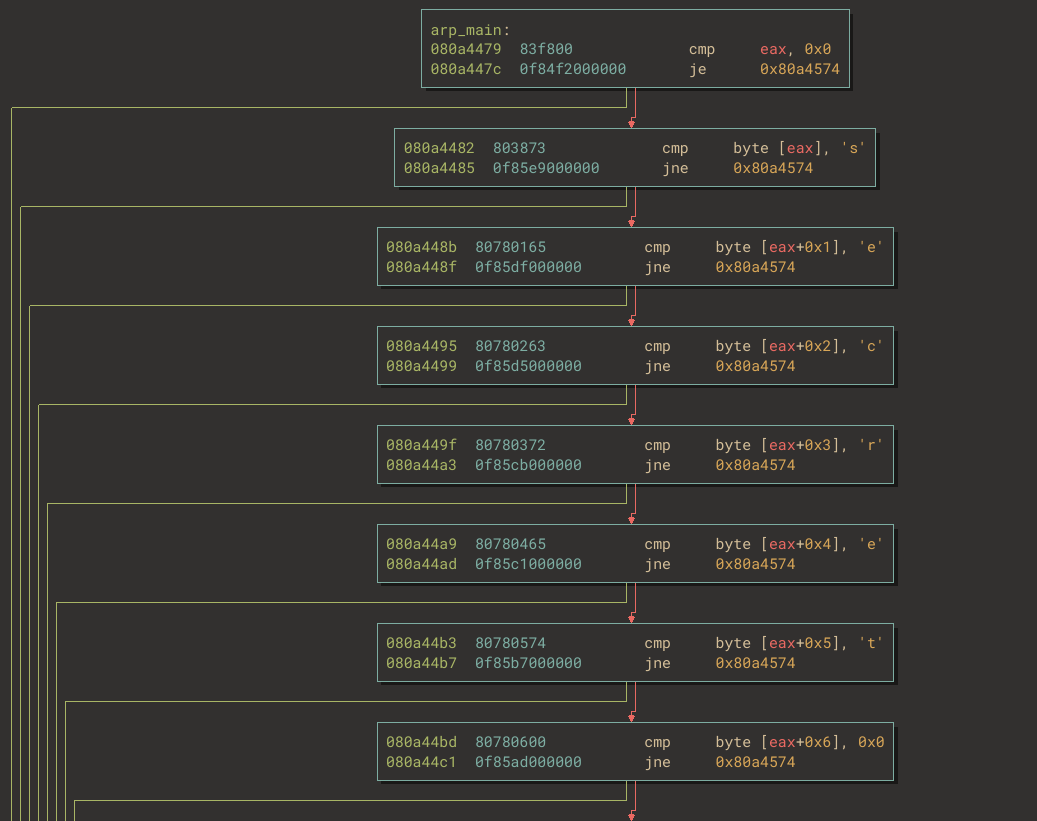 arp_main:
080a4479 83f800 cmp eax, 0x0
080a447c 0f84f2000000 je 0x80a4574
080a4482 803873 cmp byte [eax], 's'
080a4485 0f85e9000000 jne 0x80a4574
080a448b 80780165 cmp byte [eax+0x1], 'e'
080a448f 0f85df000000 jne 0x80a4574
080a4495 80780263 cmp byte [eax+0x2], 'c'
080a4499 0f85d5000000 jne 0x80a4574
080a449f 80780372 cmp byte [eax+0x3], 'r'
080a44a3 0f85cb000000 jne 0x80a4574
080a44a9 80780465 cmp byte [eax+0x4], 'e'
080a44ad 0f85c1000000 jne 0x80a4574
080a44b3 80780574 cmp byte [eax+0x5], 't'
080a44b7 0f85b7000000 jne 0x80a4574
080a44bd 80780600 cmp byte [eax+0x6], 0x0
080a44c1 0f85ad000000 jne 0x80a4574